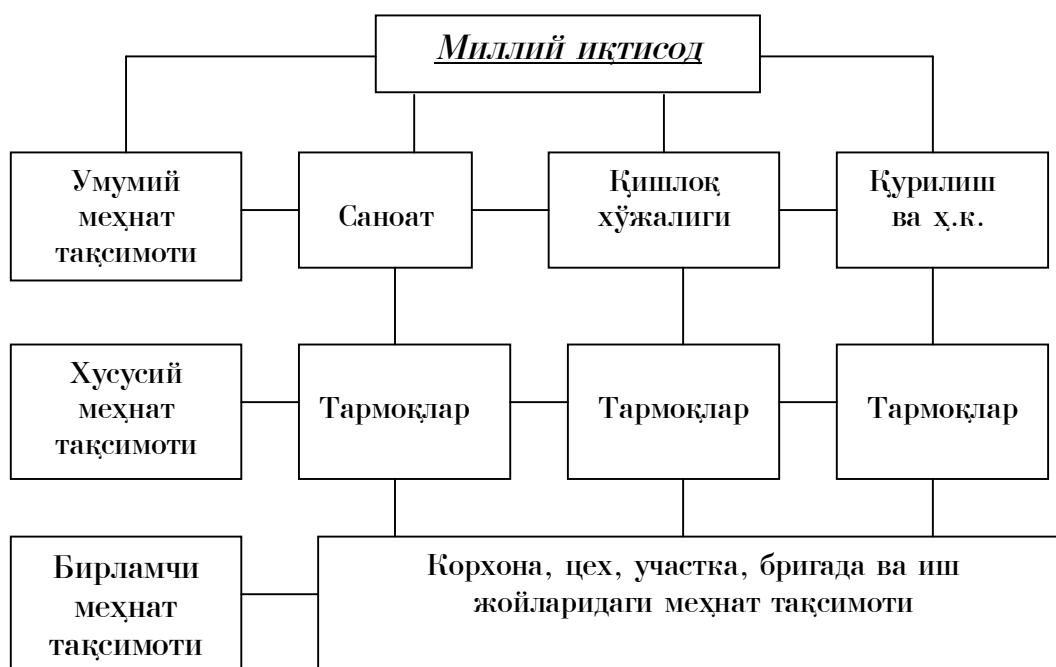 Миллий иқтисод
Умумий
меҳнат
тақсимоти
Саноат
Қишлоқ
хўжалиги
Қурилиш
ва ҳ.к.
Хусусий
меҳнат
тақсимоти
Тармоқлар
Тармоқлар
Тармоқлар
Бирламчи
меҳнат
тақсимоти
Корхона, цех, участка, бригада ва иш
жойларидаги меҳнат тақсимоти